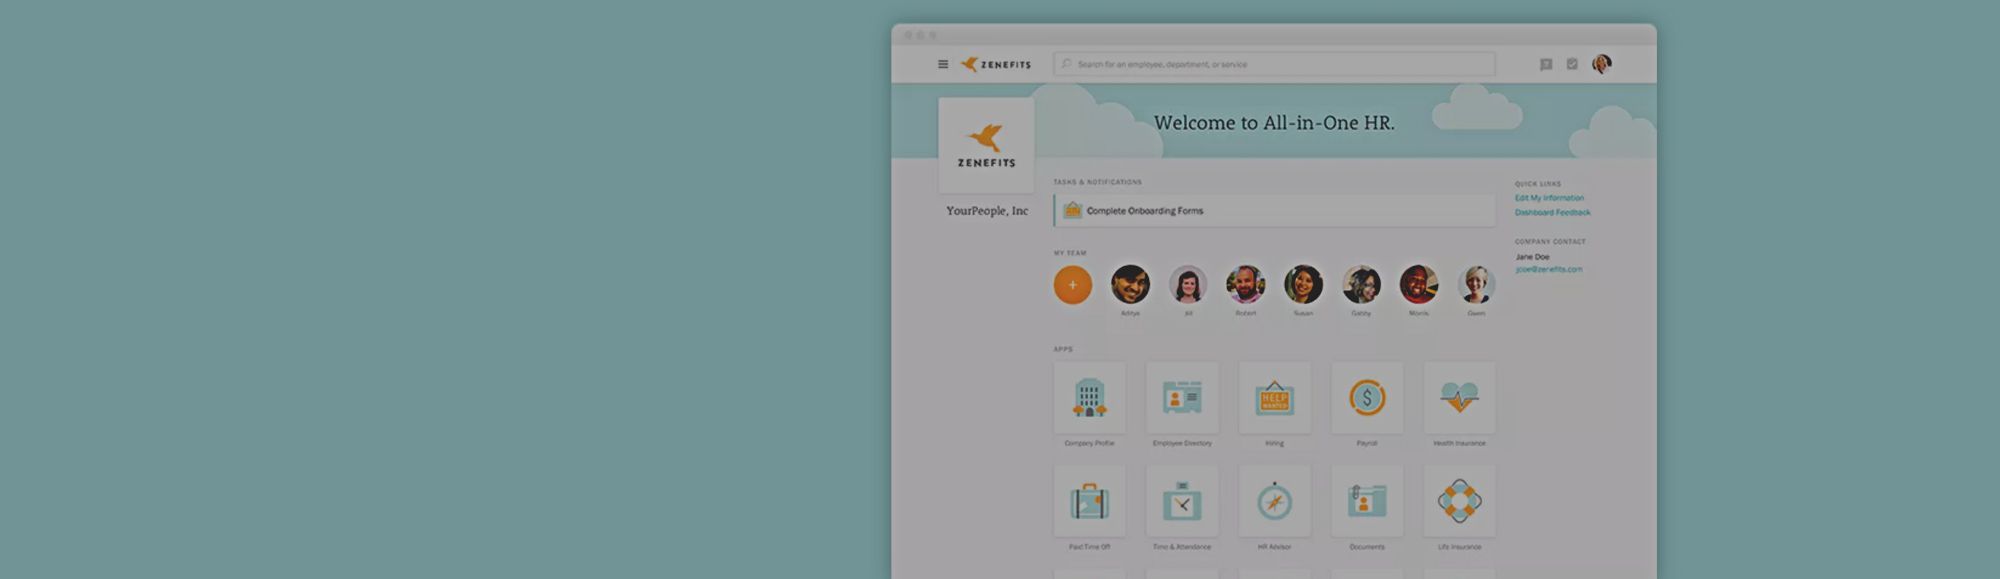 ZENEFITS
Search for an employee, department, or service
Welcome to All-in-One HR.
ZENEFITS
YourPeople, Inc
TASKS & NOTIFICATIONS
Complete Onboarding Forms
QUICK LINKS
Edit My Information
Dashboard Feedback
COMPANY CONTACT
Jane Doe
jdoe@zenefits.com
MY TEAM
+
Aditya Jill Robert Susan Gabby Morris Gwen
APPS
HELP
WANTED
$
Company Profile Employee Directory Hiring Payroll Health Insurance
Paid Time Off Time & Attendance HR Advisor Documents Life Insurance